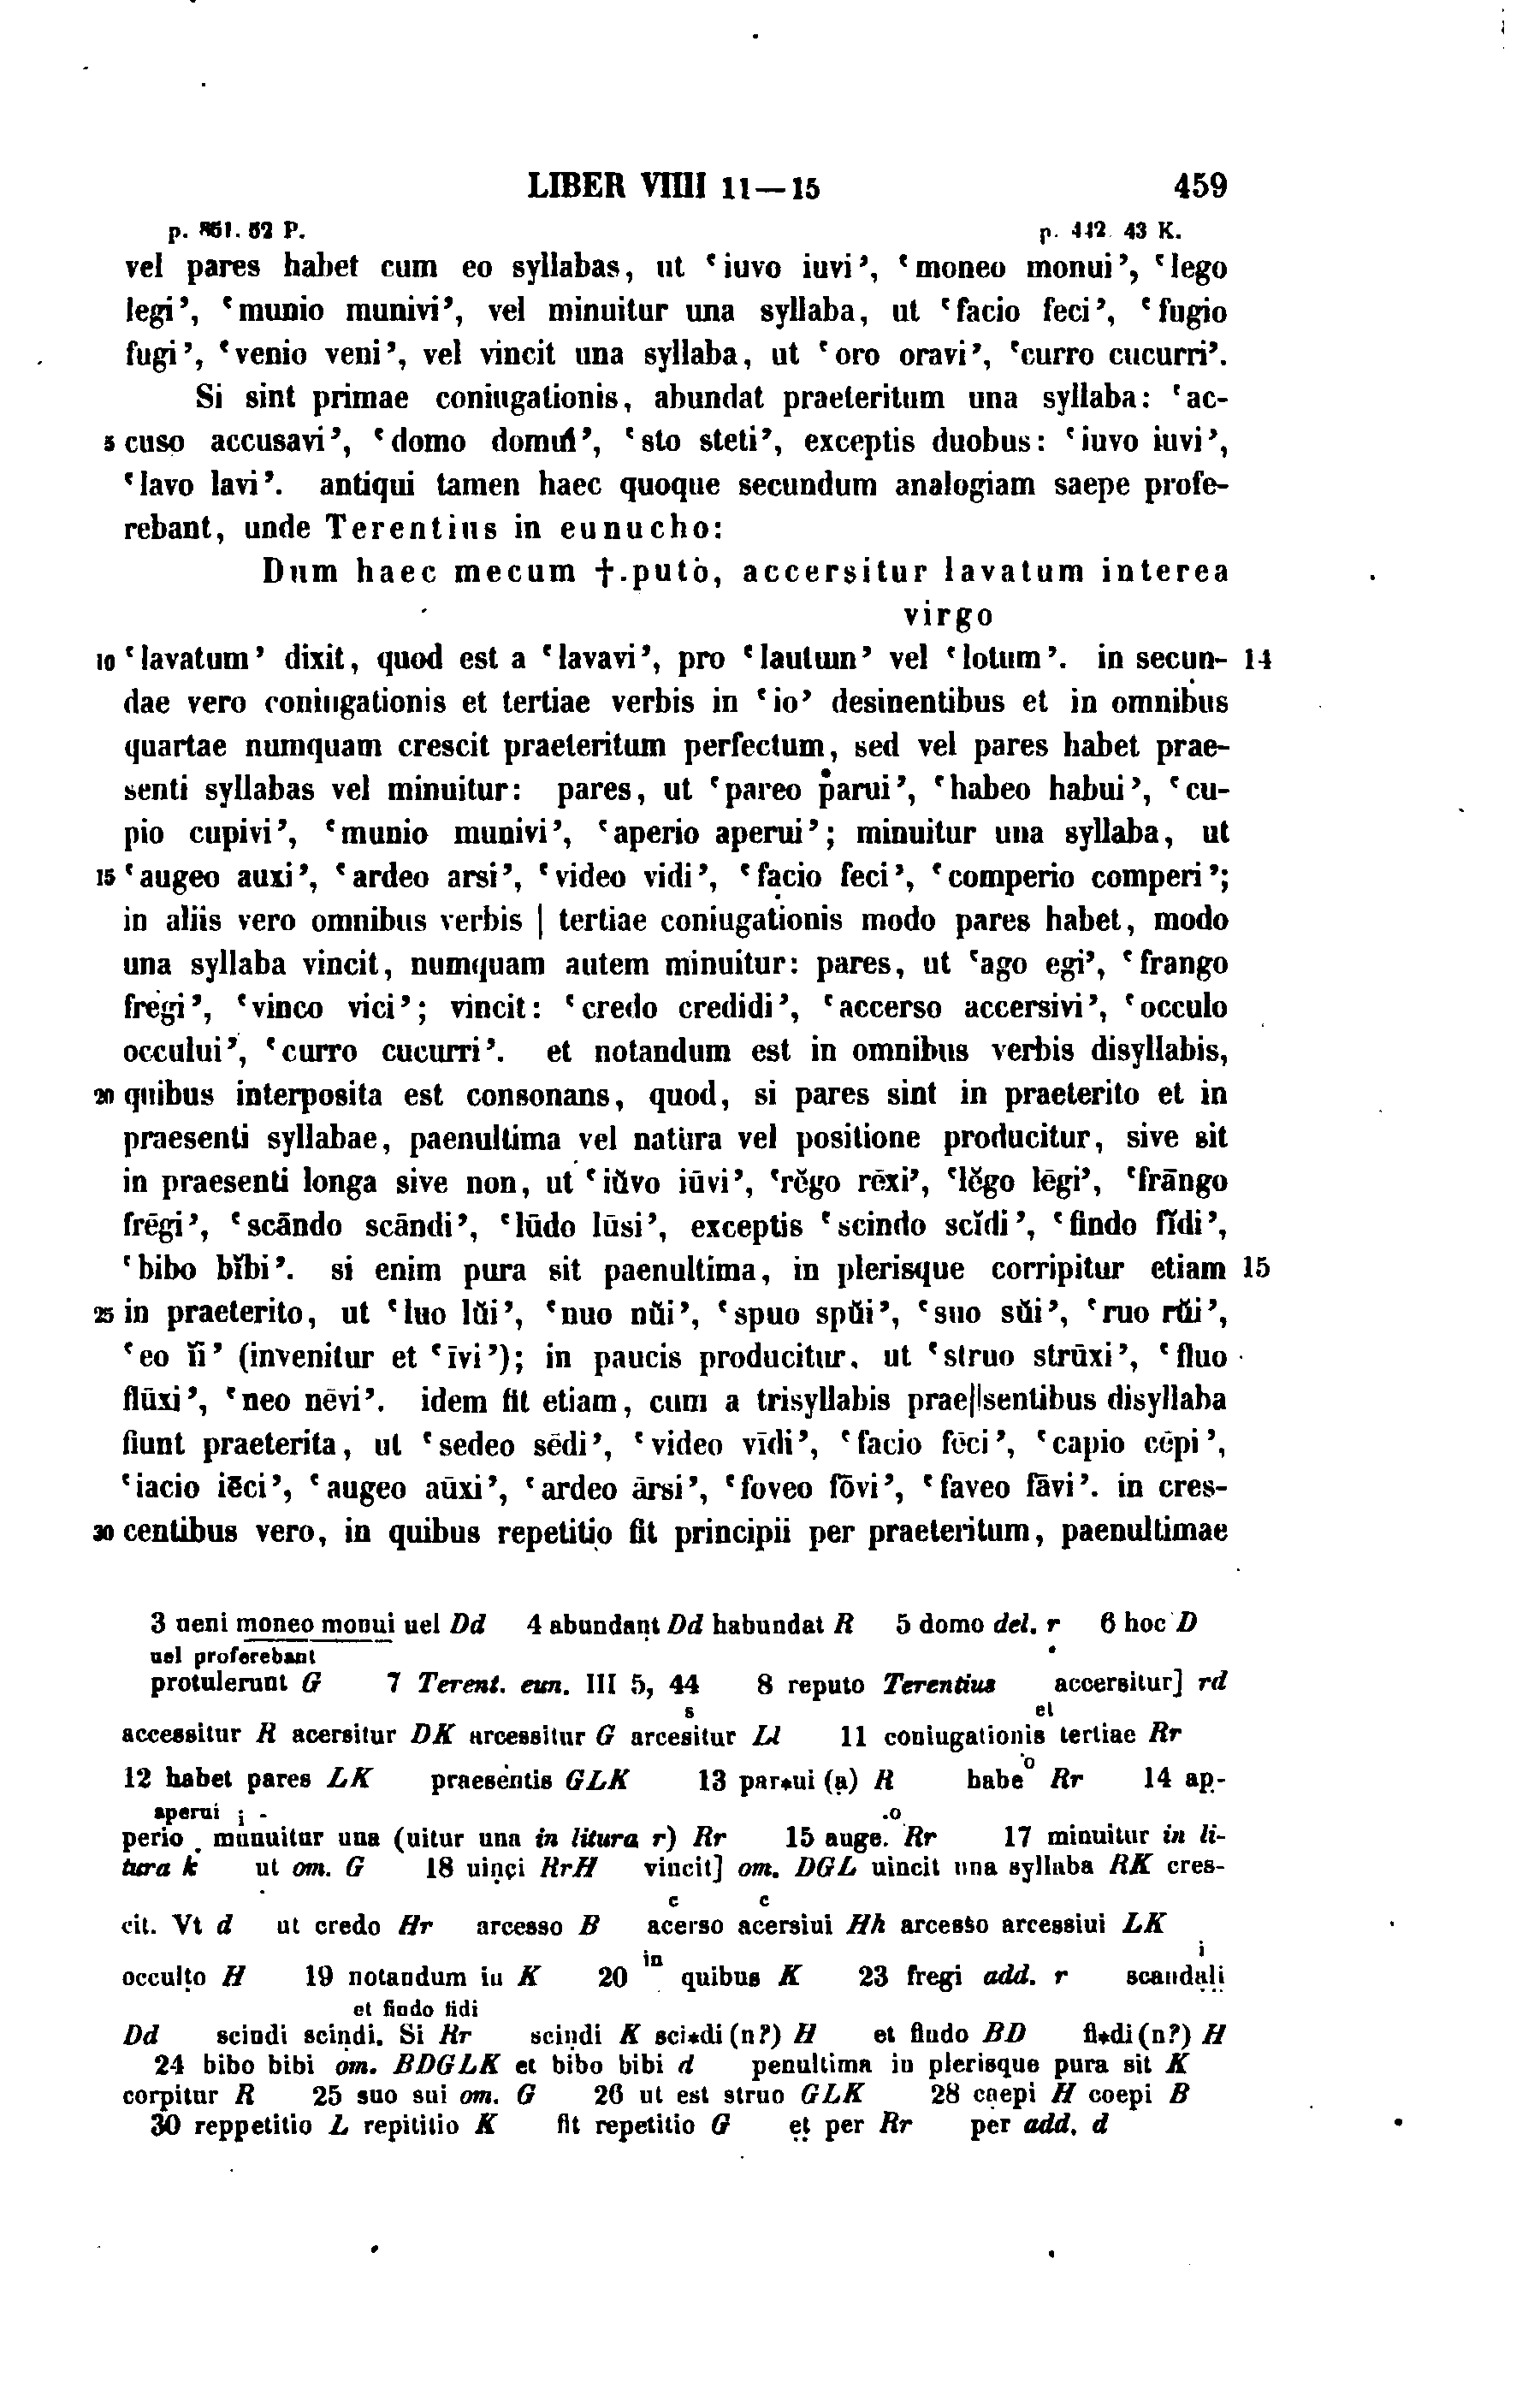 LIBER VIIII 11—15 459
p. 861. 62 P. p. 442. 43 K.
vel pares habet cum eo syllabas, ut ‘iuvo iuvi’, ‘moneo monui’, ‘lego
legi’, ‘munio munivi’, vel minuitur una syllaba, ut ‘facio feci’, ‘fugio
fugi’, ‘venio veni’, vel vincit una syllaba, ut ‘oro oravi’, ‘curro cucurri’.
Si sint primae coniugationis, abundat praeteritum una syllaba: ‘ac-
5 cuso accusavi’, ‘domo domui’, ‘sto steti’, exceptis duobus: ‘iuvo iuvi’,
‘lavo lavi’. antiqui tamen haec quoque secundum analogiam saepe profe-
rebant, unde Terentius in eunucho:
Dum haec mecum †.puto, accersitur lavatum interea
virgo
10 ‘lavatum’ dixit, quod est a ‘lavavi’, pro ‘lautum’ vel ‘lotum’. in secun- 14
dae vero coniugationis et tertiae verbis in ‘io’ desinentibus et in omnibus
quartae numquam crescit praeteritum perfectum, sed vel pares habet prae-
senti syllabas vel minuitur: pares, ut ‘pareo parui’, ‘habeo habui’, ‘cu-
pio cupivi’, ‘munio munivi’, ‘aperio aperui’; minuitur una syllaba, ut
15 ‘augeo auxi’, ‘ardeo arsi’, ‘video vidi’, ‘facio feci’, ‘comperio comperi’;
in aliis vero omnibus verbis | tertiae coniugationis modo pares habet, modo
una syllaba vincit, numquam autem minuitur: pares, ut ‘ago egi’, ‘frango
fregi’, ‘vinco vici’; vincit: ‘credo credidi’, ‘accerso accersivi’, ‘occulo
occului’, ‘curro cucurri’. et notandum est in omnibus verbis disyllabis,
20 quibus interposita est consonans, quod, si pares sint in praeterito et in
praesenti syllabae, paenultima vel natura vel positione producitur, sive sit
in praesenti longa sive non, ut ‘iŭvo iūvi’, ‘rĕgo rēxi’, ‘lĕgo lēgi’, ‘frāngo
frēgi’, ‘scāndo scāndi’, ‘lūdo lūsi’, exceptis ‘scindo scĭdi’, ‘findo fĭdi’,
‘bibo bĭbi’. si enim pura sit paenultima, in plerisque corripitur etiam 15
25 in praeterito, ut ‘luo lŭi’, ‘nuo nŭi’, ‘spuo spŭi’, ‘suo sŭi’, ‘ruo rŭi’,
‘eo ĭi’ (invenitur et ‘īvi’); in paucis producitur, ut ‘struo strūxi’, ‘fluo
flūxi’, ‘neo nēvi’. idem fit etiam, cum a trisyllabis prae||sentibus disyllaba
fiunt praeterita, ut ‘sedeo sēdi’, ‘video vīdi’, ‘facio fēci’, ‘capio cēpi’,
‘iacio iēci’, ‘augeo aūxi’, ‘ardeo ārsi’, ‘foveo fōvi’, ‘faveo fāvi’. in cres-
30 centibus vero, in quibus repetitio fit principii per praeteritum, paenultimae
3 ueni moneo monui uel Dd 4 abundaṇt Dd habundat R 5 domo del. r 6 hoc D
uel proferebant
protulerunt G 7 Terent. eun. III 5, 44 8 reputo Terentius accersitur] rd
s et
accessitur R acersitur DK arcessitur G arcesitur Ll 11 coniugationis tertiae Rr
12 habet pares LK praesentis GLK 13 par*ui (ạ) R habeo Rr 14 ap-
aperui i -
perio. munuitur una (uitur una in litura r) Rr 15 auge. Rr 17 minuitur in li-
tura k ut om. G 18 uinçi RrH vincit] om. DGL uincit una syllaba RK cres-
c c
cit. Vt d ut credo Hr arcesso B acerso acersiui Hh arcesso arcessiui LK
in i
occulṭo H 19 notandum in K 20 quibus K 23 fregi add. r scandali
et findo fidi
Dd scindi scinḍi. Si Rr scinḍi K sci*di (n?) H et findo BD fi*di (n?) H
24 bibo bibi om. BDGLK et bibo bibi d penultima in plerisque pura sit K
corpitur R 25 suo sui om. G 26 ut est struo GLK 28 cạepi H coepi B
30 reppetitio L repititio K fit repetitio G ẹṭ per Rr per add. d